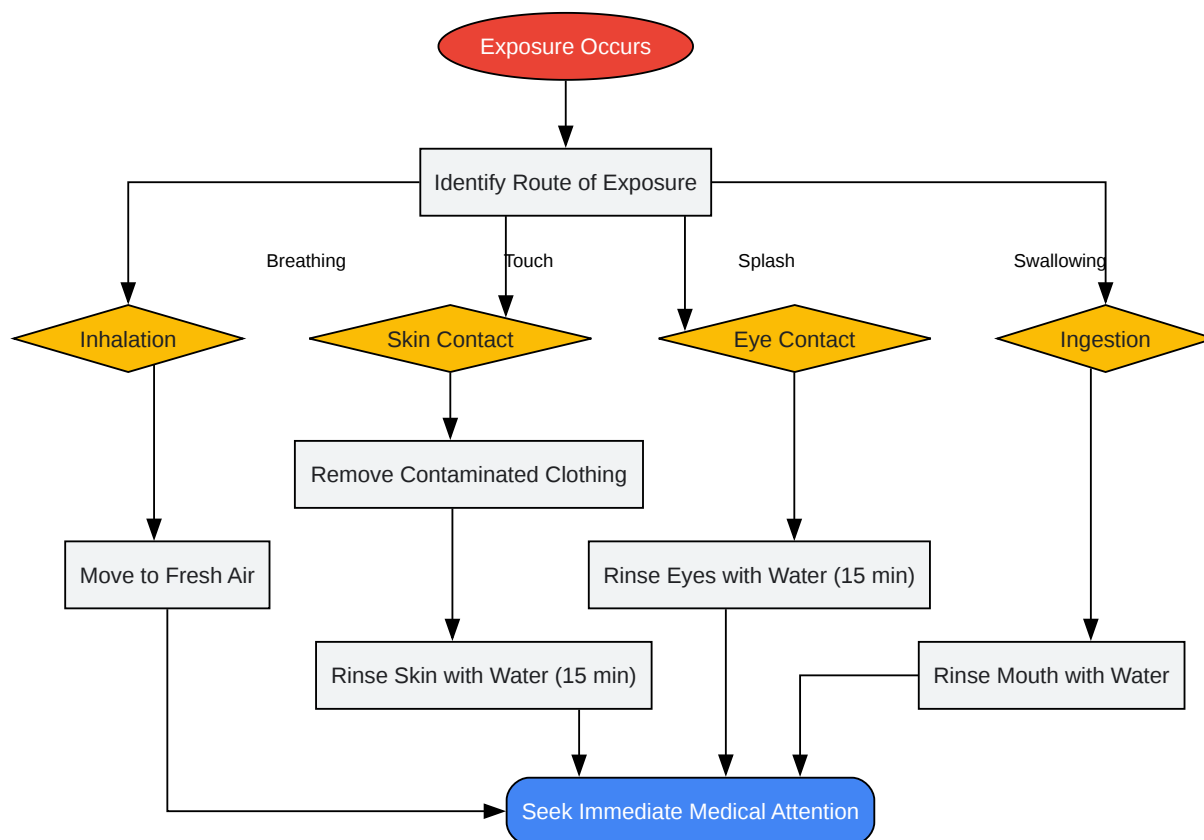 Exposure Occurs
Identify Route of Exposure
Breathing
Touch
Splash
Swallowing
Inhalation
Skin Contact
Eye Contact
Ingestion
Remove Contaminated Clothing
Move to Fresh Air
Rinse Eyes with Water (15 min)
Rinse Skin with Water (15 min)
Rinse Mouth with Water
Seek Immediate Medical Attention